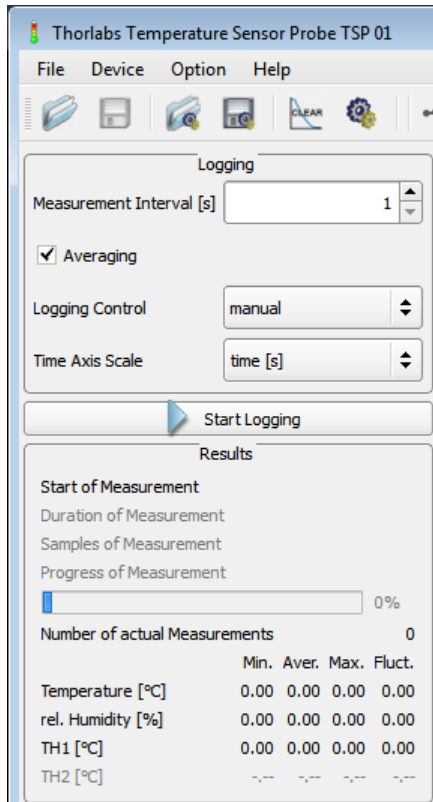 Thorlabs Temperature Sensor Probe TSP 01
File Device Option Help
CLEAR
Logging
Measurement Interval [s] 1
Averaging
Logging Control manual
Time Axis Scale time [s]
Start Logging
Results
Start of Measurement
Duration of Measurement
Samples of Measurement
Progress of Measurement
0%
Number of actual Measurements 0
Min. Aver. Max. Fluct.
Temperature [°C] 0.00 0.00 0.00 0.00
rel. Humidity [%] 0.00 0.00 0.00 0.00
TH1 [°C] 0.00 0.00 0.00 0.00
TH2 [°C] -,-- -,-- -,-- -,--